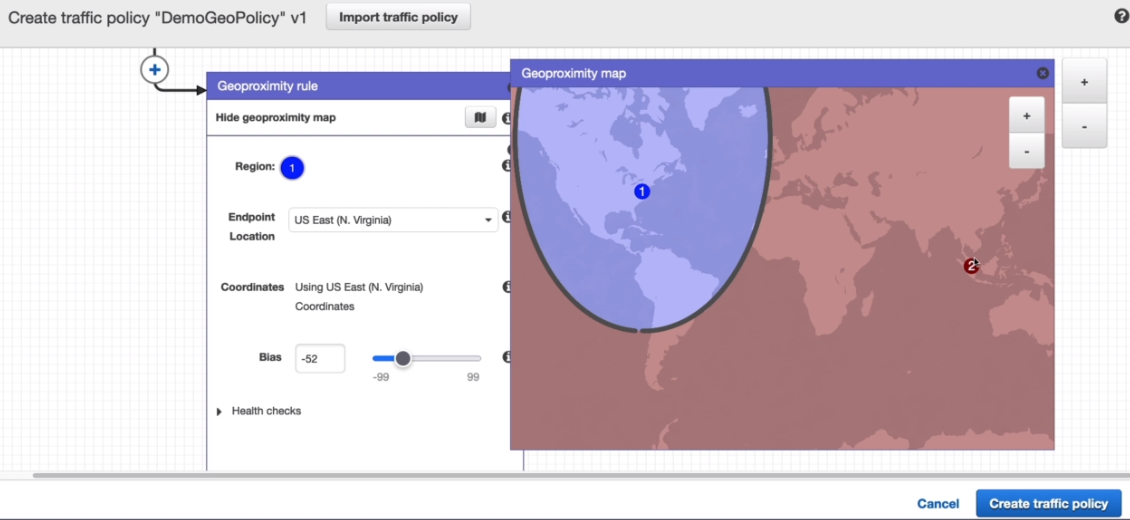 Create traffic policy "DemoGeoPolicy" v1
Import traffic policy
?
+
Geoproximity rule
Geoproximity map
Hide geoproximity map
Region:
1
Endpoint
Location
US East (N. Virginia)
Coordinates
Using US East (N. Virginia)
Coordinates
Bias
-52
-99
99
Health checks
1
2
+
-
+
-
Cancel
Create traffic policy